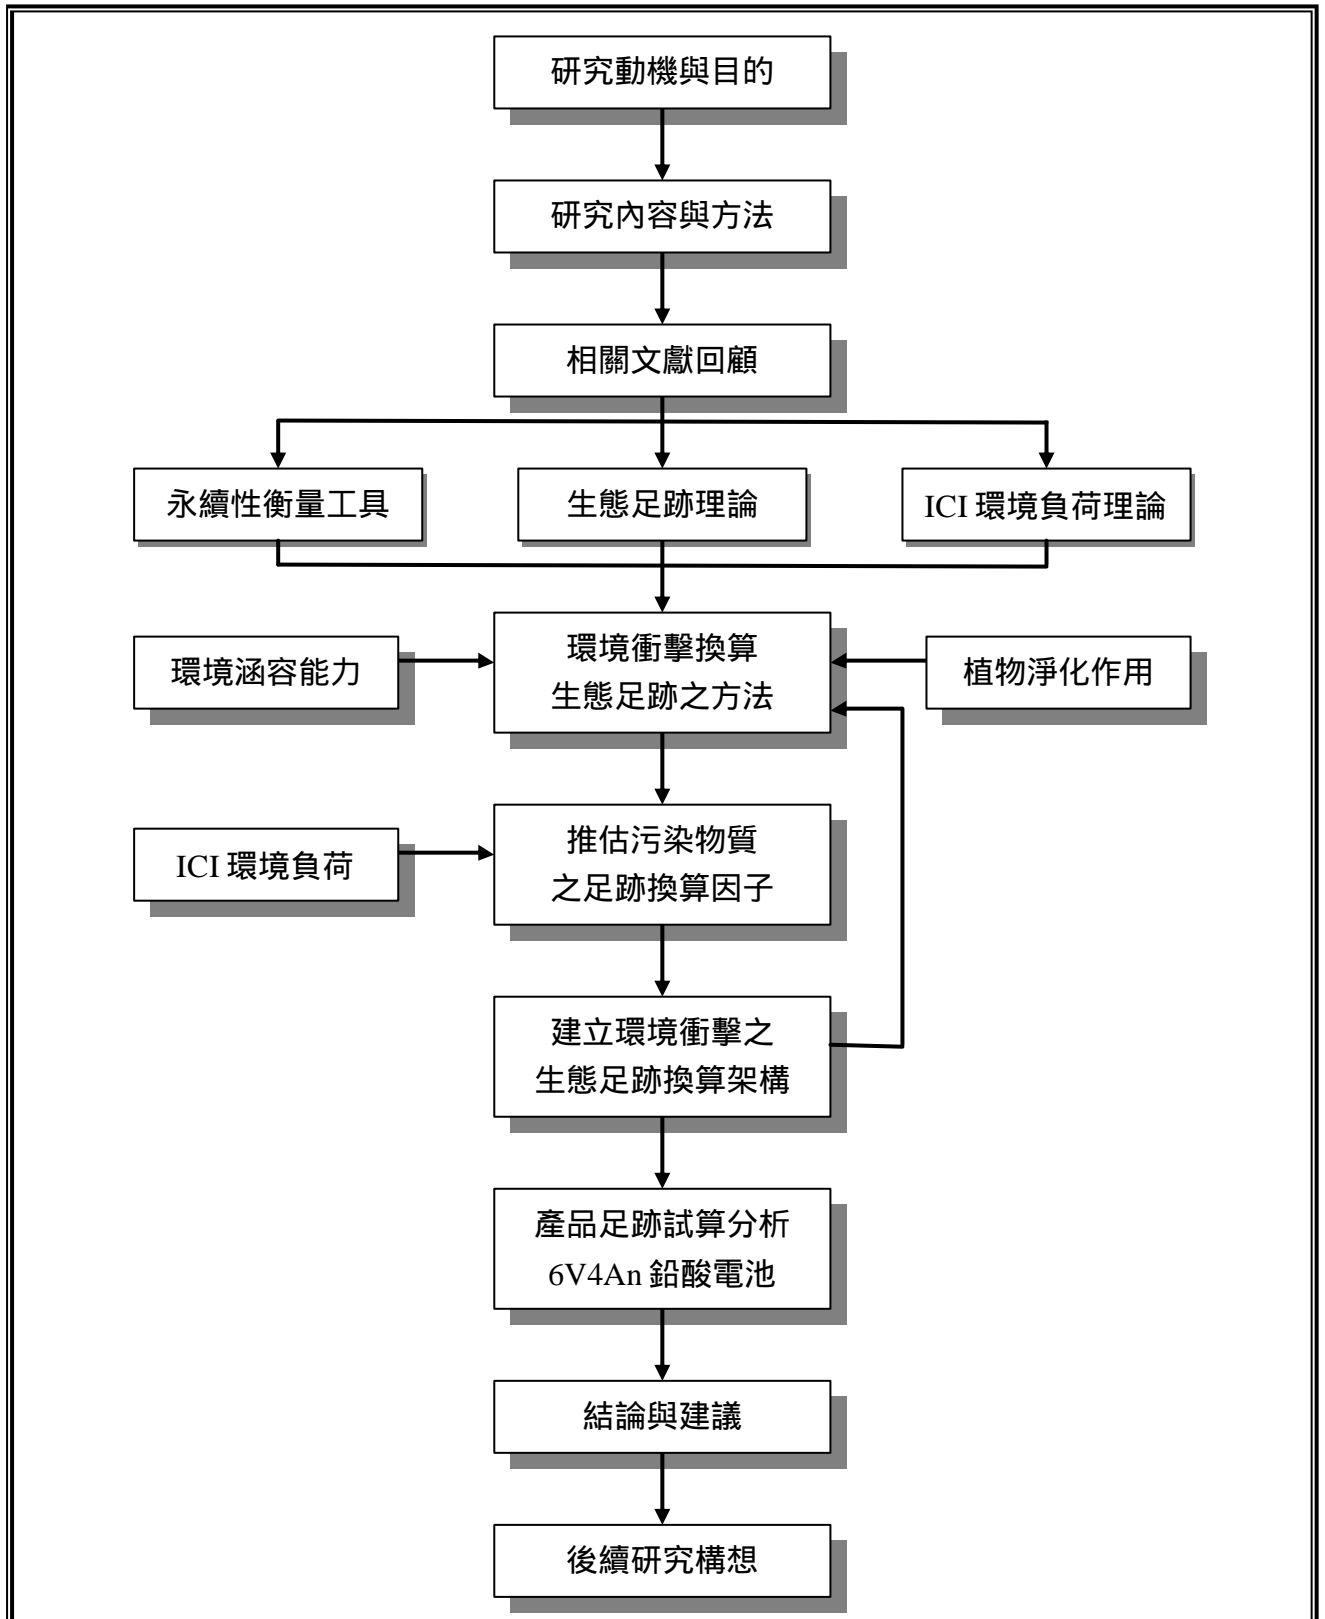 研究動機與目的
研究內容與方法
相關文獻回顧
永續性衡量工具
生態足跡理論
ICI 環境負荷理論
環境涵容能力
環境衝擊換算
生態足跡之方法
植物淨化作用
ICI 環境負荷
推估污染物質
之足跡換算因子
建立環境衝擊之
生態足跡換算架構
產品足跡試算分析
6V4An 鉛酸電池
結論與建議
後續研究構想